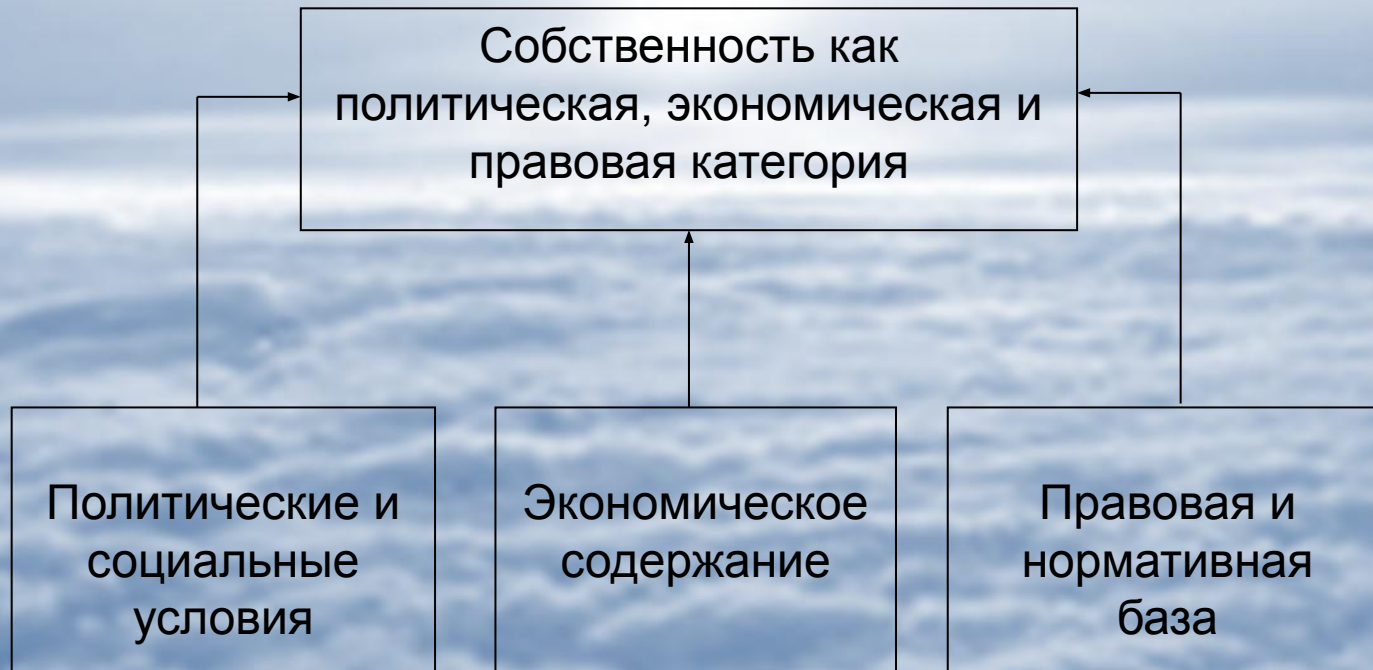 Собственность как
политическая, экономическая и
правовая категория
Политические и
социальные
условия
Экономическое
содержание
Правовая и
нормативная
база